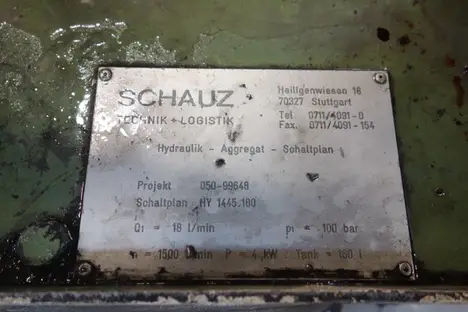 SCHAUZ
TECHNIK + LOGISTIK
Heiligenwiesen 16
70327 Stuttgart
Tel 0711/4091-0
Fax. 0711/4091-154
Hydraulik - Aggregat - Schaltplan
Projekt 050-99648
Schaltplan HY 1445.180
Q1 = 18 l/min p1 = 100 bar
n = 1500 U/min P = 4 kW Tank = 160 l